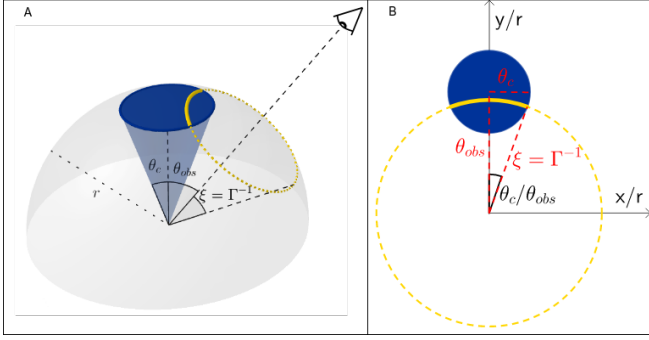 A
θc
θobs
ξ = Γ⁻¹
r
B
y/r
θc
θobs
ξ = Γ⁻¹
θc/θobs
x/r